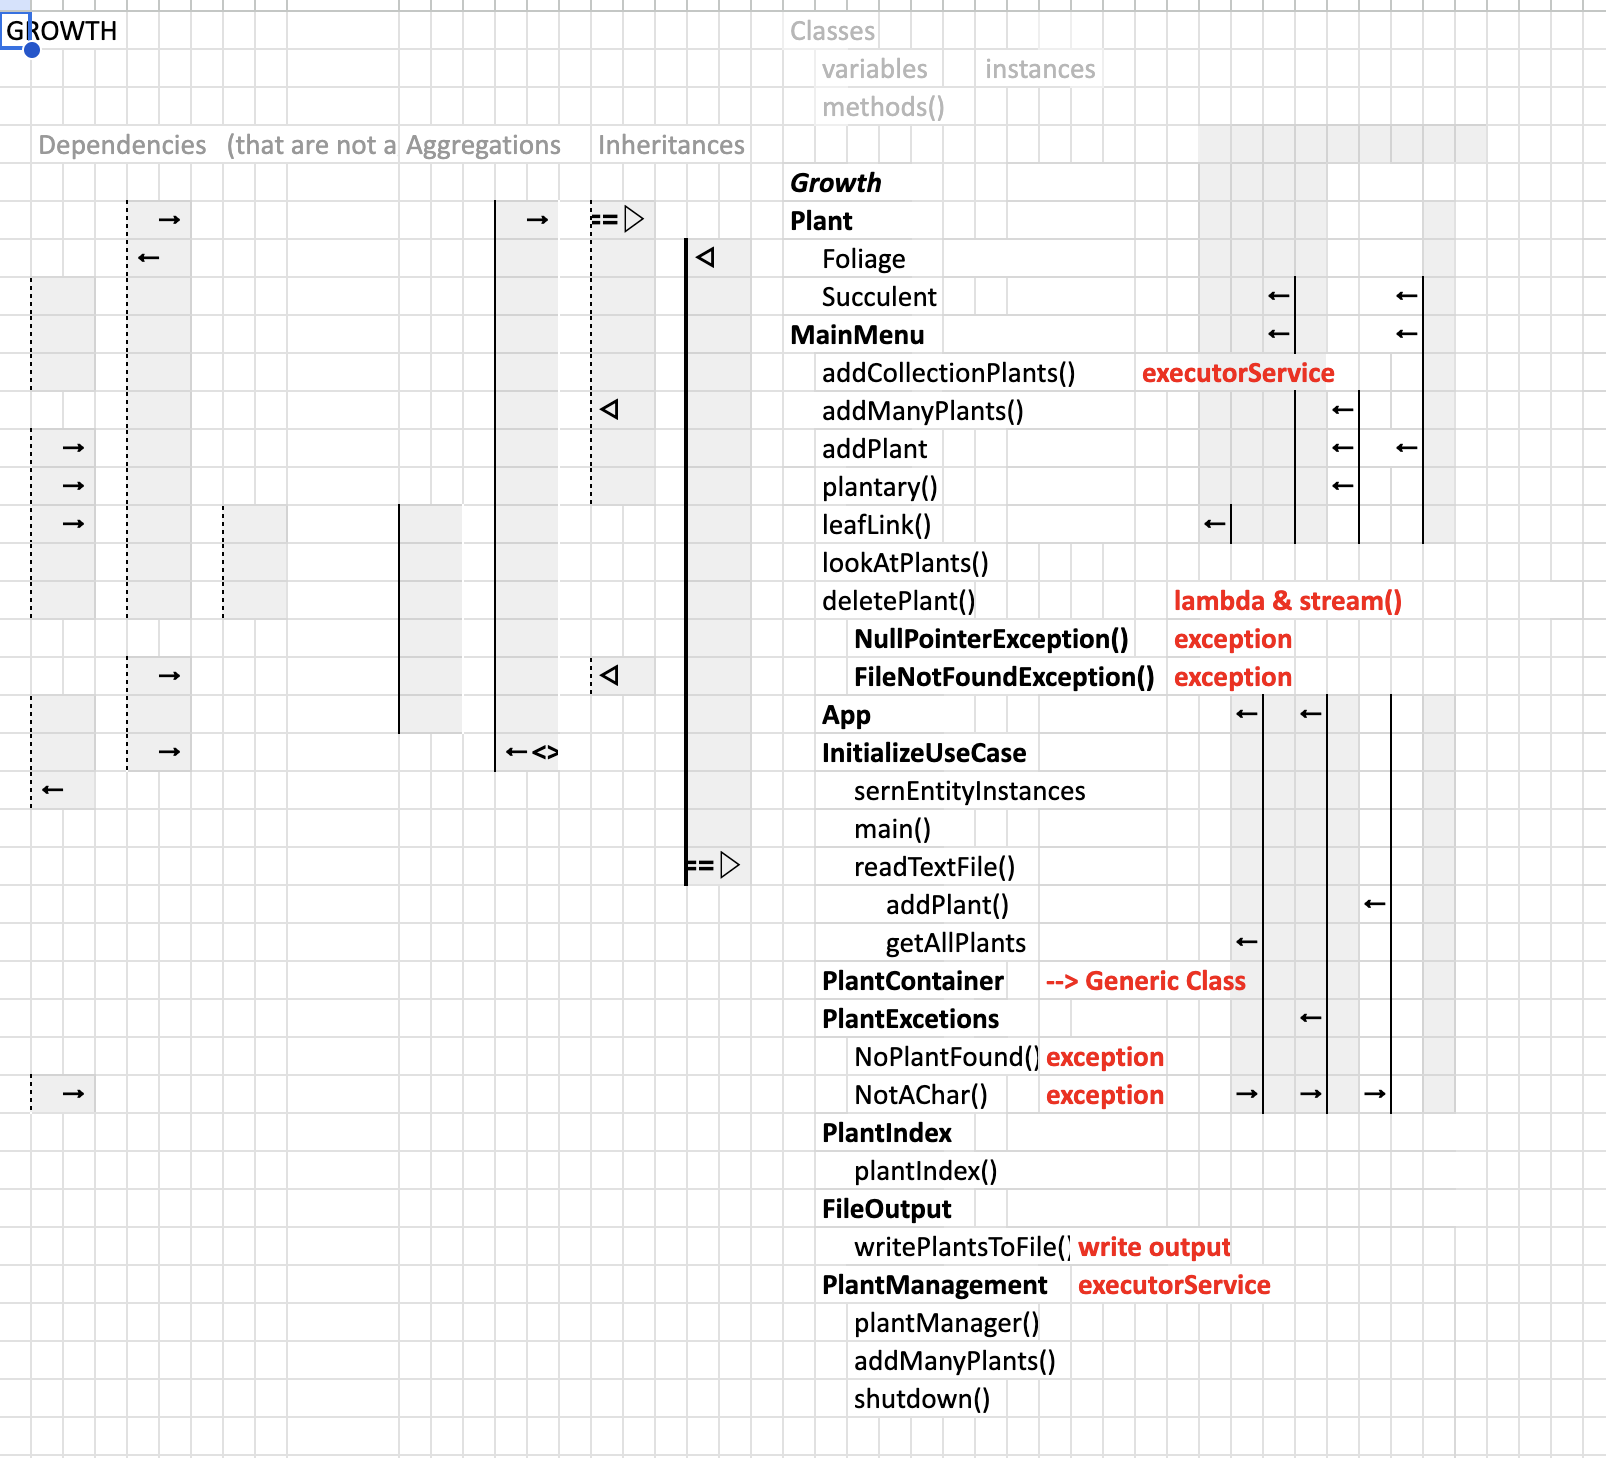 GROWTH Classes
variables instances
methods()
Dependencies (that are not a Aggregations Inheritances
Growth
→ → ==▷ Plant
← ◁ Foliage
Succulent ← ←
MainMenu ← ←
addCollectionPlants() executorService
◁ addManyPlants() ←
→ addPlant ← ←
→ plantary() ←
→ leafLink() ←
lookAtPlants()
deletePlant() lambda & stream()
NullPointerException() exception
→ ◁ FileNotFoundException() exception
App ← ←
→ ←<> InitializeUseCase
← sernEntityInstances
main()
==▷ readTextFile()
addPlant() ←
getAllPlants ←
PlantContainer --> Generic Class
PlantExcetions ←
NoPlantFound() exception
→ NotAChar() exception → → →
PlantIndex
plantIndex()
FileOutput
writePlantsToFile() write output
PlantManagement executorService
plantManager()
addManyPlants()
shutdown()